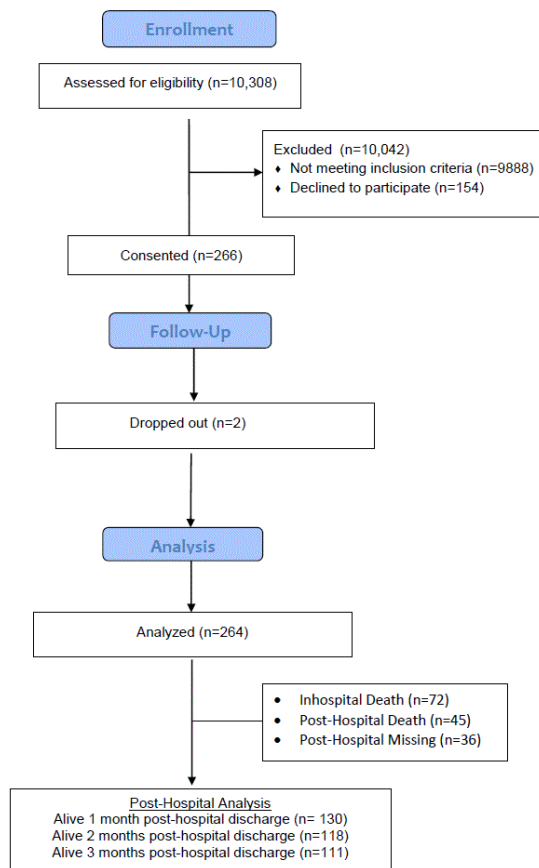 Enrollment
Assessed for eligibility (n=10,308)
Excluded (n=10,042)
♦ Not meeting inclusion criteria (n=9888)
♦ Declined to participate (n=154)
Consented (n=266)
Follow-Up
Dropped out (n=2)
Analysis
Analyzed (n=264)
• Inhospital Death (n=72)
• Post-Hospital Death (n=45)
• Post-Hospital Missing (n=36)
Post-Hospital Analysis
Alive 1 month post-hospital discharge (n= 130)
Alive 2 months post-hospital discharge (n=118)
Alive 3 months post-hospital discharge (n=111)